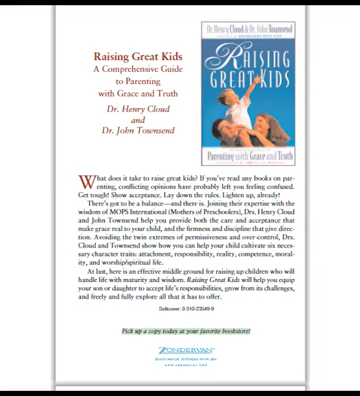 Raising Great Kids
A Comprehensive Guide
to Parenting
with Grace and Truth
Dr. Henry Cloud
and
Dr. John Townsend
Dr. Henry Cloud & Dr. John Townsend
RAISING
GREAT KIDS
Parenting with Grace and Truth
What does it take to raise great kids? If you've read any books on par-
enting, conflicting opinions have probably left you feeling confused.
Get tough! Show acceptance. Lay down the rules. Lighten up, already!
There's got to be a balance—and there is. Joining their expertise with the
wisdom of MOPS International (Mothers of Preschoolers), Drs. Henry Cloud
and John Townsend help you provide both the care and acceptance that
make grace real to your child, and the firmness and discipline that give direc-
tion. Avoiding the twin extremes of permissiveness and over-control, Drs.
Cloud and Townsend show how you can help your child cultivate six neces-
sary character traits: attachment, responsibility, reality, competence, moral-
ity, and worship/spiritual life.
At last, here is an effective middle ground for raising up children who will
handle life with maturity and wisdom. Raising Great Kids will help you equip
your son or daughter to accept life's responsibilities, grow from its challenges,
and freely and fully explore all that it has to offer.
Softcover: 0-310-23549-9
Pick up a copy today at your favorite bookstore!
ZONDERVAN